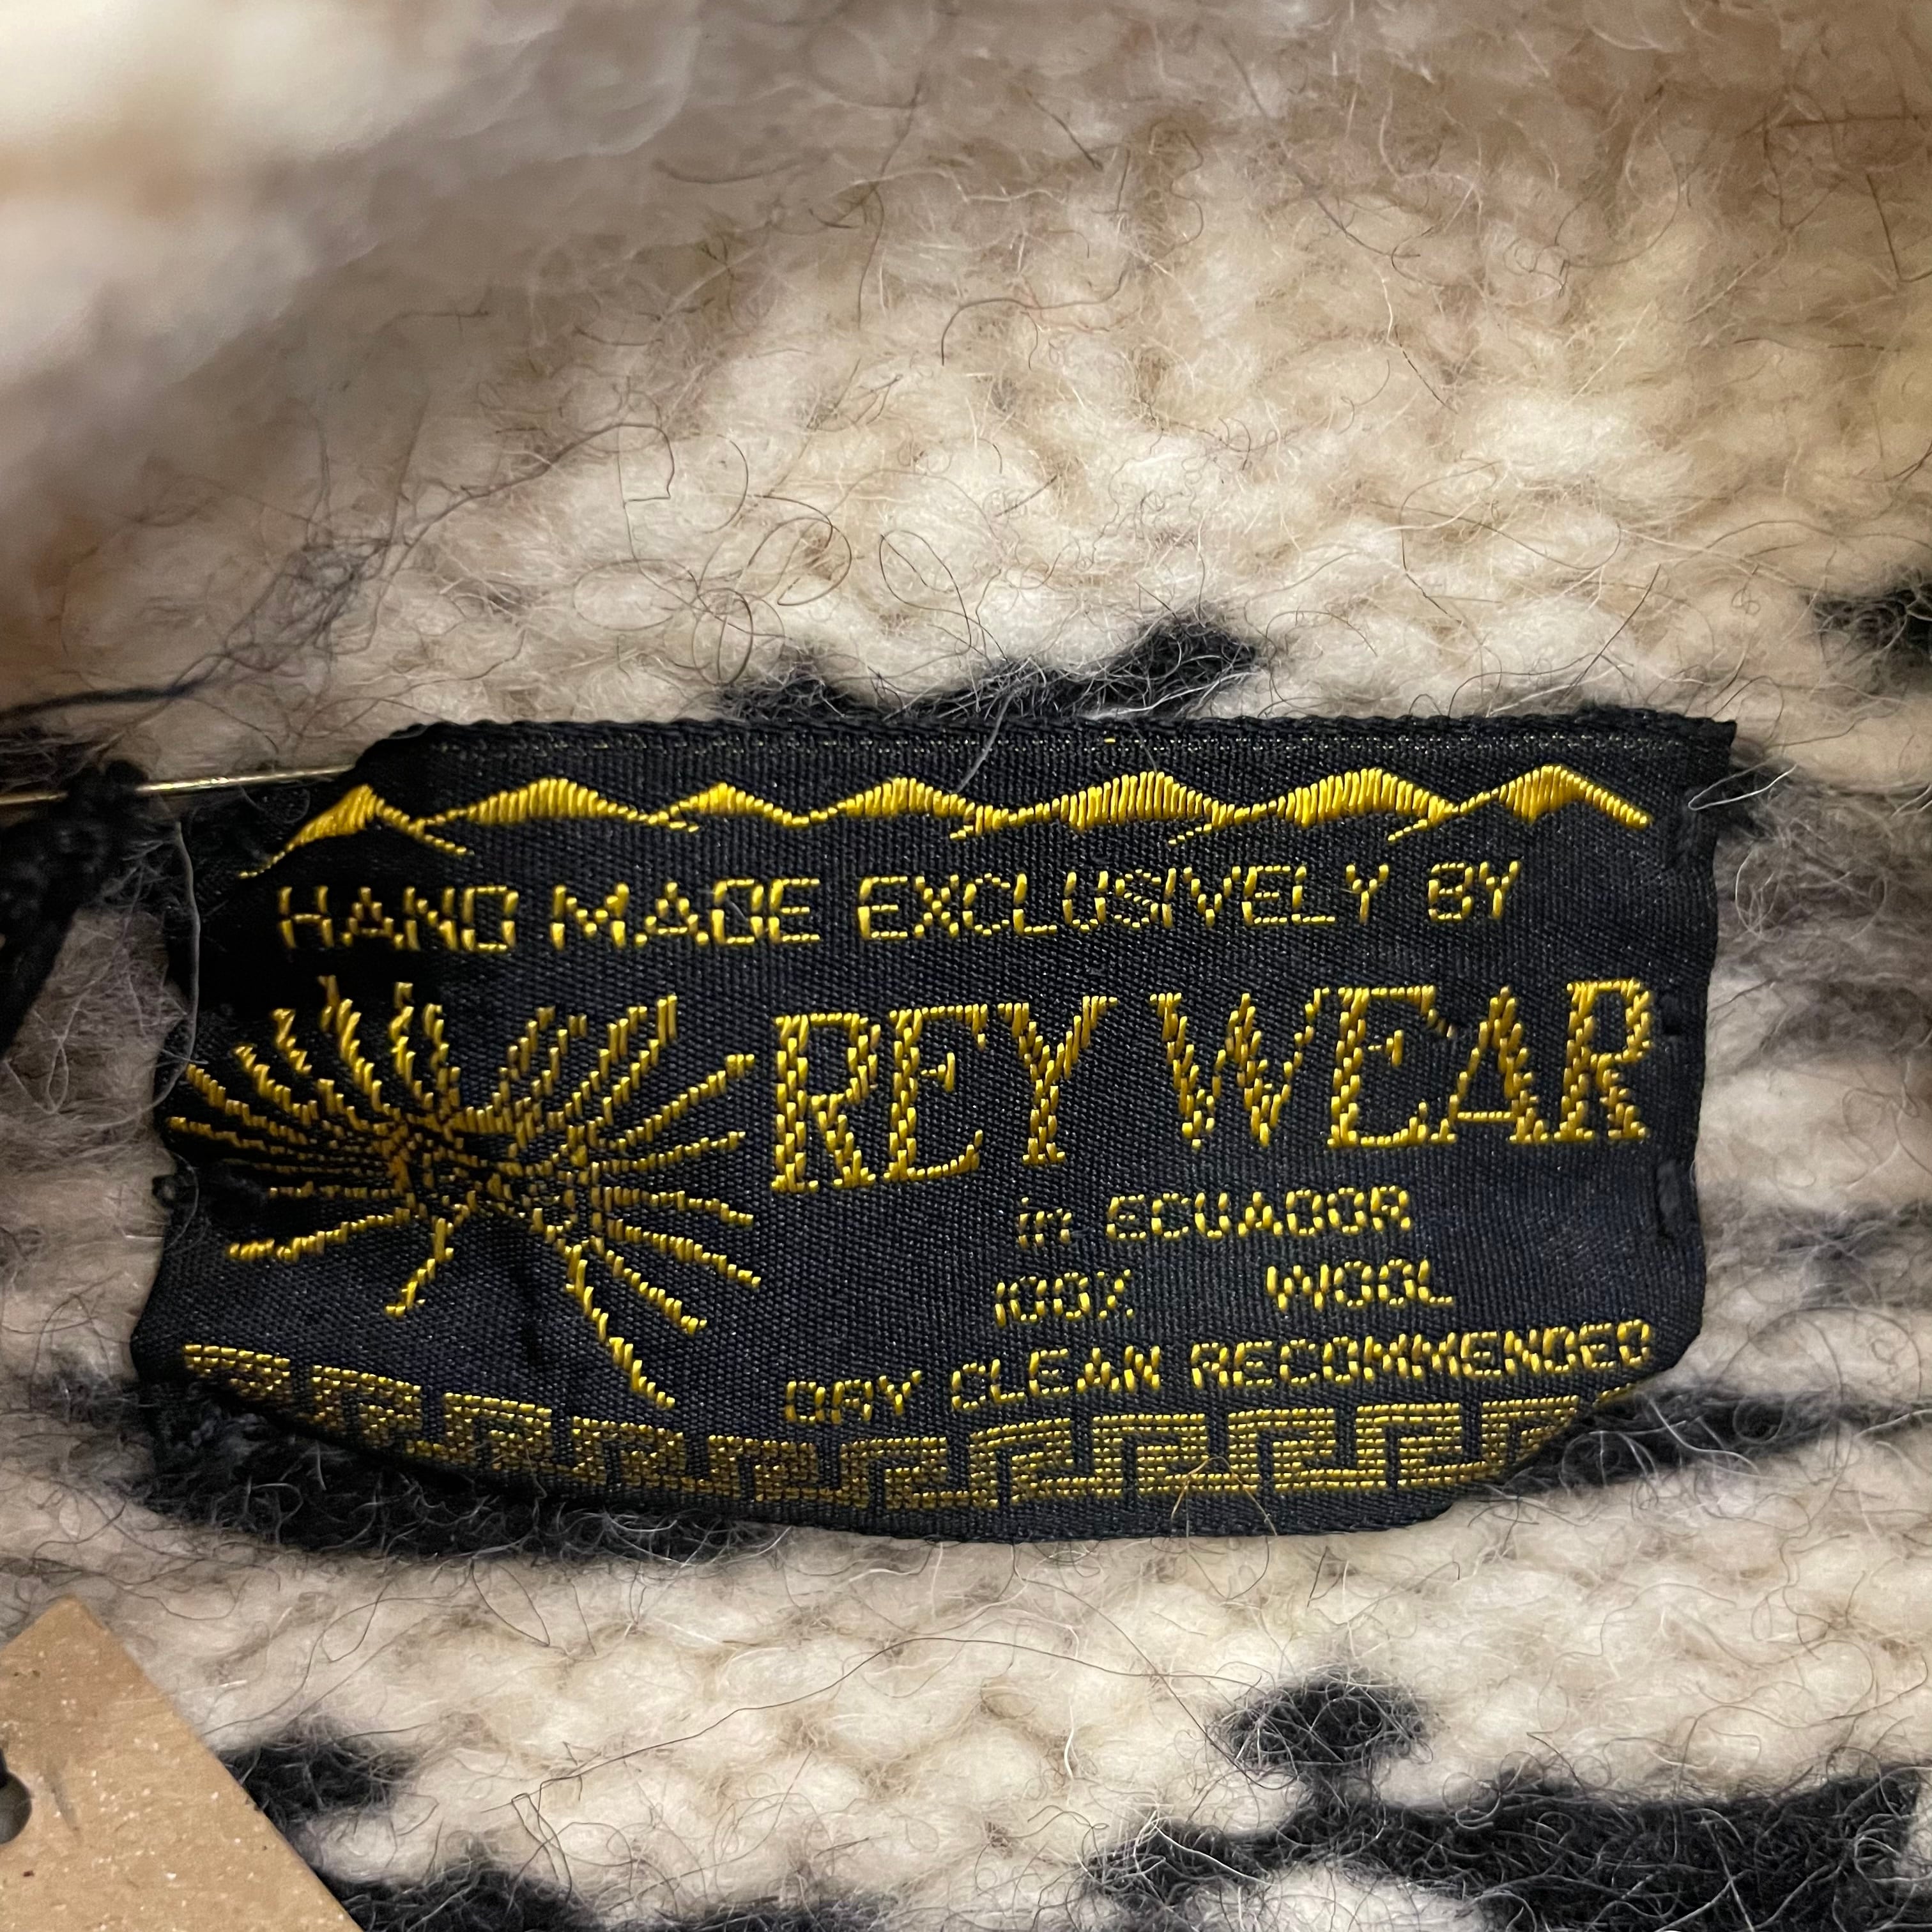 HAND MADE EXCLUSIVELY BY
REY WEAR
in ECUADOR
100% WOOL
DRY CLEAN RECOMMENDED